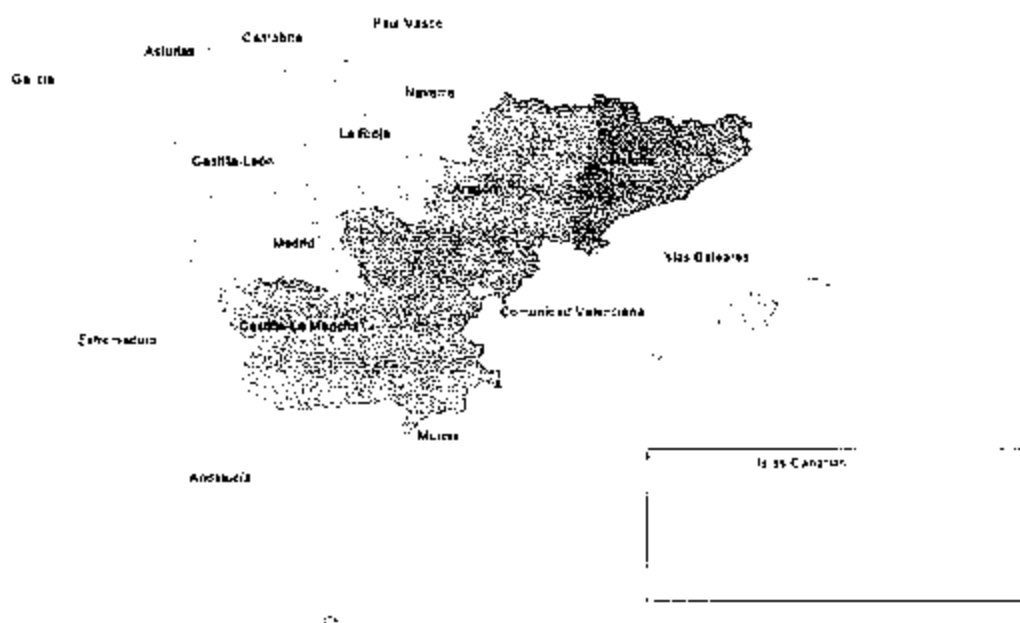 País Vasco
Cantabria
Asturias
Galicia
Navarra
La Rioja
Castilla-León
Cataluña
Aragón
Madrid
Islas Baleares
Comunidad Valenciana
Castilla-La Mancha
Extremadura
Murcia
Islas Canarias
Andalucía